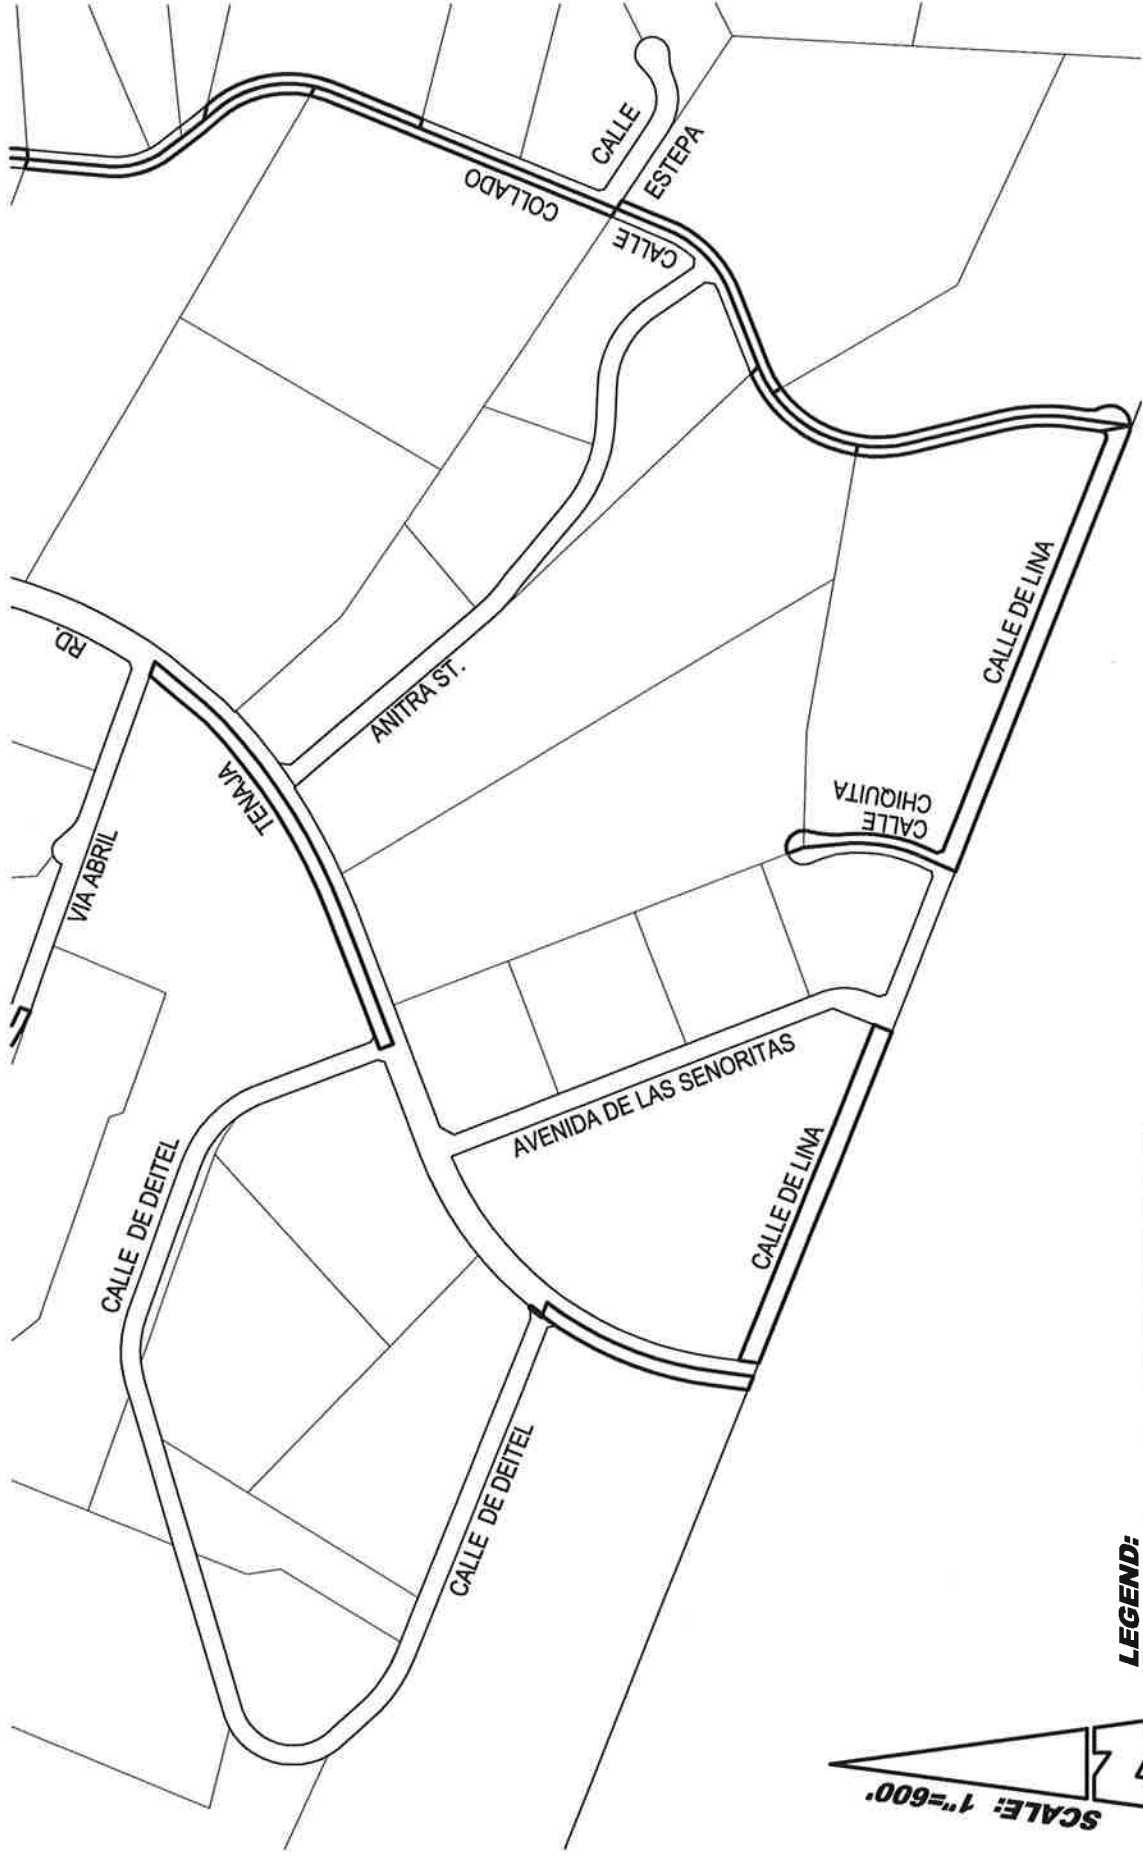 CALLE
ESTEPA
COLLADO
CALLE
RD.
VIA ABRIL
TENAJA
ANITRA ST.
CALLE DE LINA
CALLE
CHIQUITA
AVENIDA DE LAS SENORITAS
CALLE DE LINA
CALLE DE DEITEL
CALLE DE DEITEL
LEGEND:
SCALE: 1"=600'